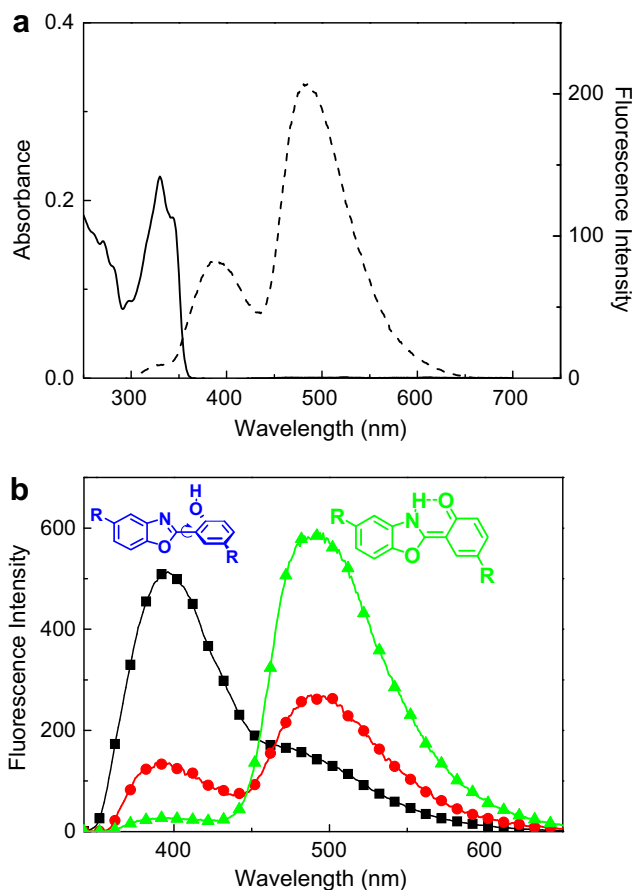 a
0.4
0.2
0.0
Absorbance
200
100
0
Fluorescence Intensity
300 400 500 600 700
Wavelength (nm)
b
600
400
200
0
Fluorescence Intensity
R N O O H R
R N H O O R
400 500 600
Wavelength (nm)